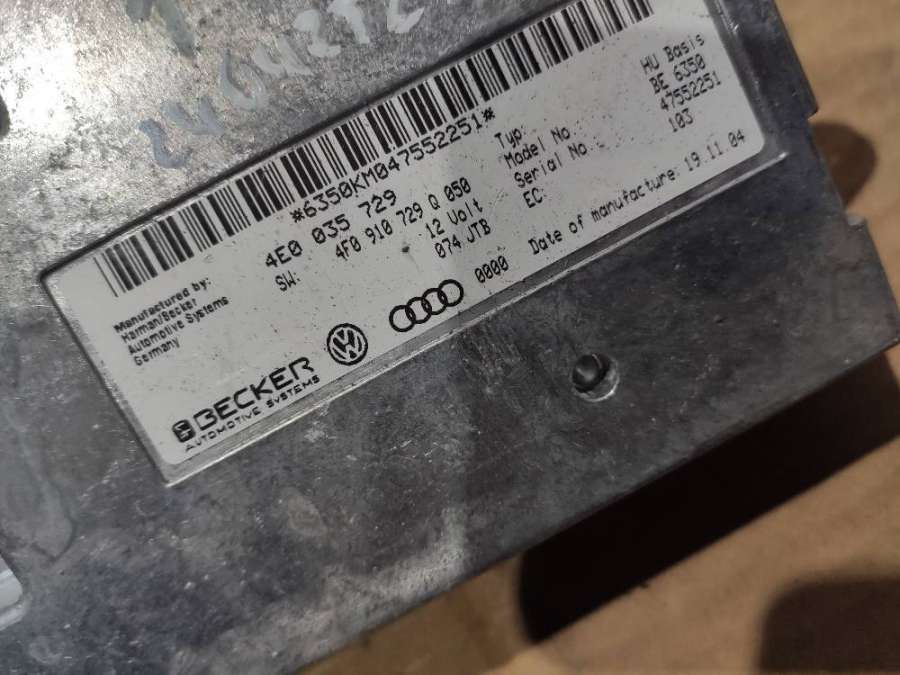 *6350KM047552251*
4E0 035 729
SW: 4F0 910 729 Q 050
12 Volt
074 JTB
Typ: HU Basis
Model No BE 6350
Serial No 47552251
EC: 103
0000 Date of manufacture: 19.11.04
Manufactured by:
Harman/Becker
Automotive Systems
Germany
BECKER
AUTOMOTIVE SYSTEMS